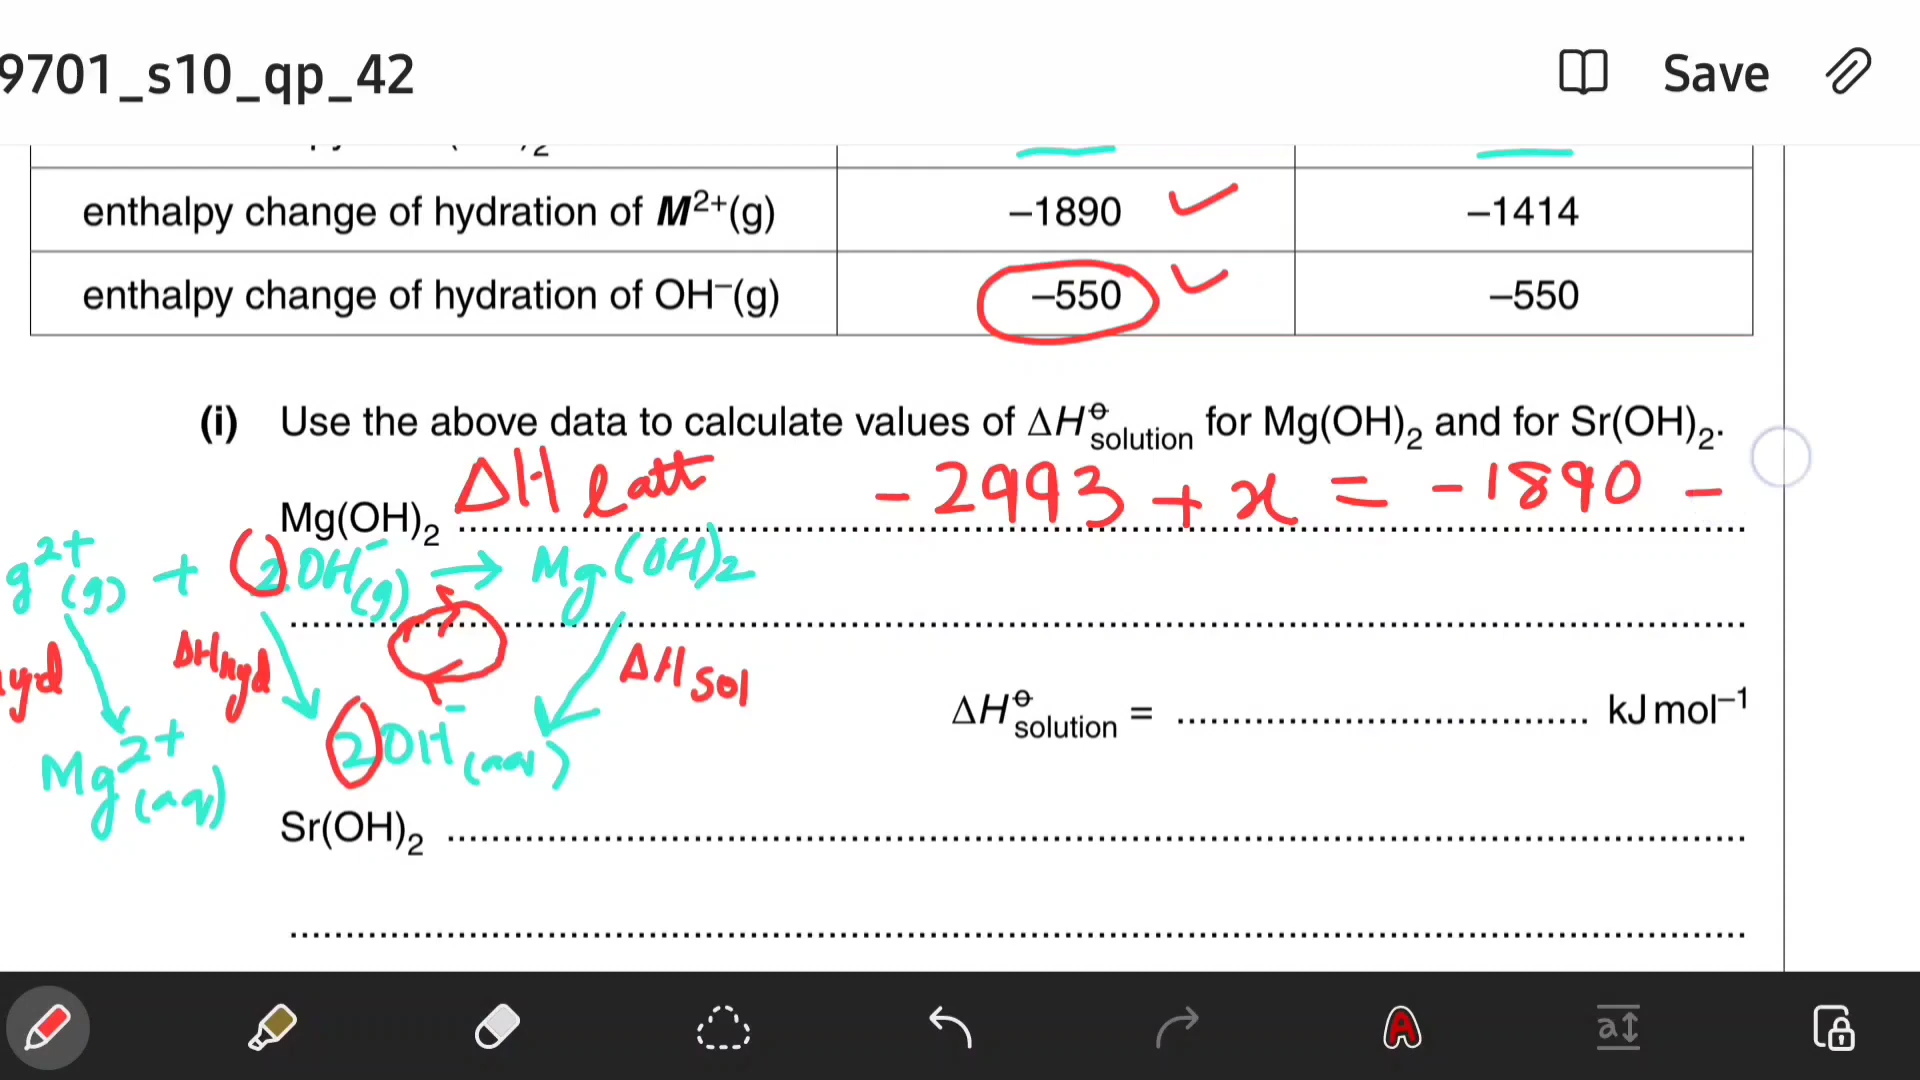 9701_s10_qp_42
Save
enthalpy change of hydration of M²⁺(g) –1890 –1414
enthalpy change of hydration of OH⁻(g) –550 –550
(i) Use the above data to calculate values of ΔH⦵solution for Mg(OH)₂ and for Sr(OH)₂.
Mg(OH)₂ ΔH latt - 2993 + x = - 1890 -
g²⁺(g) + 2OH⁻(g) → Mg(OH)₂
yd ΔHhyd ΔHsol
Mg²⁺(aq) 2OH⁻(aq)
ΔH⦵solution = .................................. kJ mol⁻¹
Sr(OH)₂